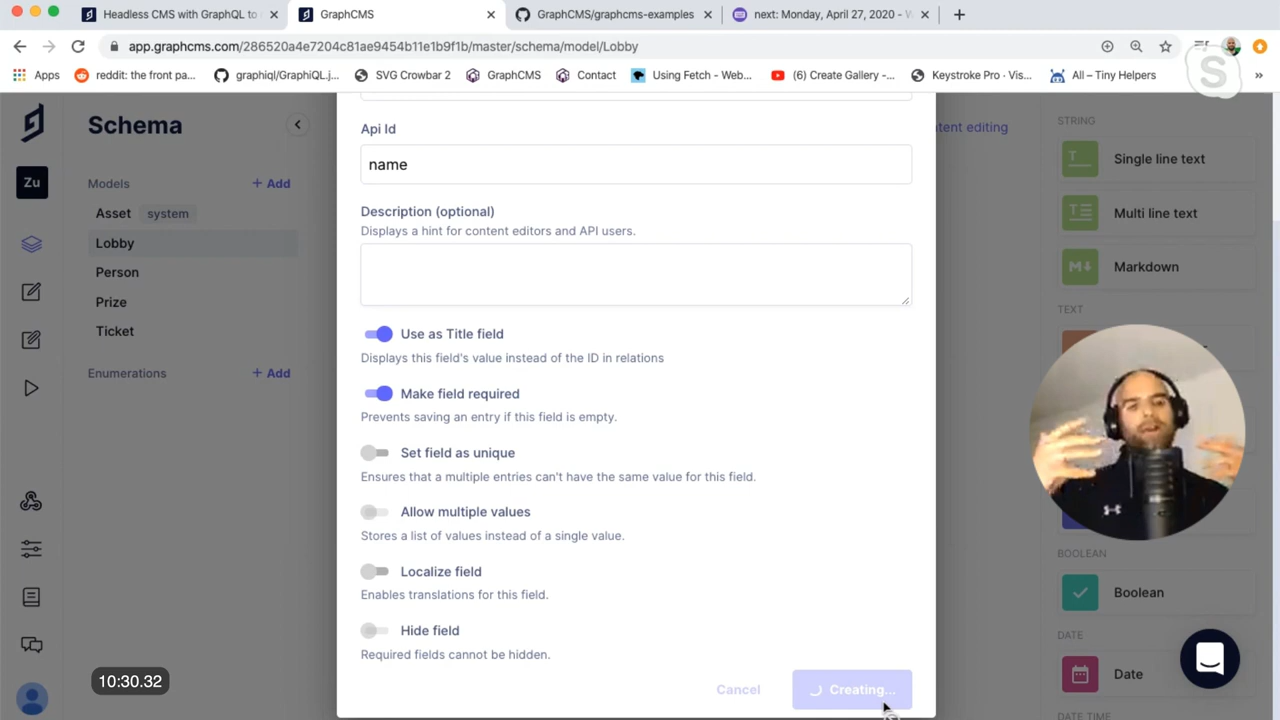 Headless CMS with GraphQL to
GraphCMS
GraphCMS/graphcms-examples
next: Monday, April 27, 2020 - W
app.graphcms.com/286520a4e7204c81ae9454b11e1b9f1b/master/schema/model/Lobby
Apps
reddit: the front pa...
graphiql/GraphiQL.j...
SVG Crowbar 2
GraphCMS
Contact
Using Fetch - Web...
(6) Create Gallery -...
Keystroke Pro · Vis...
All – Tiny Helpers
»
Schema
Zu
Models
+ Add
Asset system
Lobby
Person
Prize
Ticket
Enumerations
+ Add
Api Id
name
Description (optional)
Displays a hint for content editors and API users.
Use as Title field
Displays this field's value instead of the ID in relations
Make field required
Prevents saving an entry if this field is empty.
Set field as unique
Ensures that a multiple entries can't have the same value for this field.
Allow multiple values
Stores a list of values instead of a single value.
Localize field
Enables translations for this field.
Hide field
Required fields cannot be hidden.
Cancel
Creating...
tent editing
STRING
Single line text
Multi line text
Markdown
TEXT
BOOLEAN
Boolean
DATE
Date
DATE TIME
10:30.32